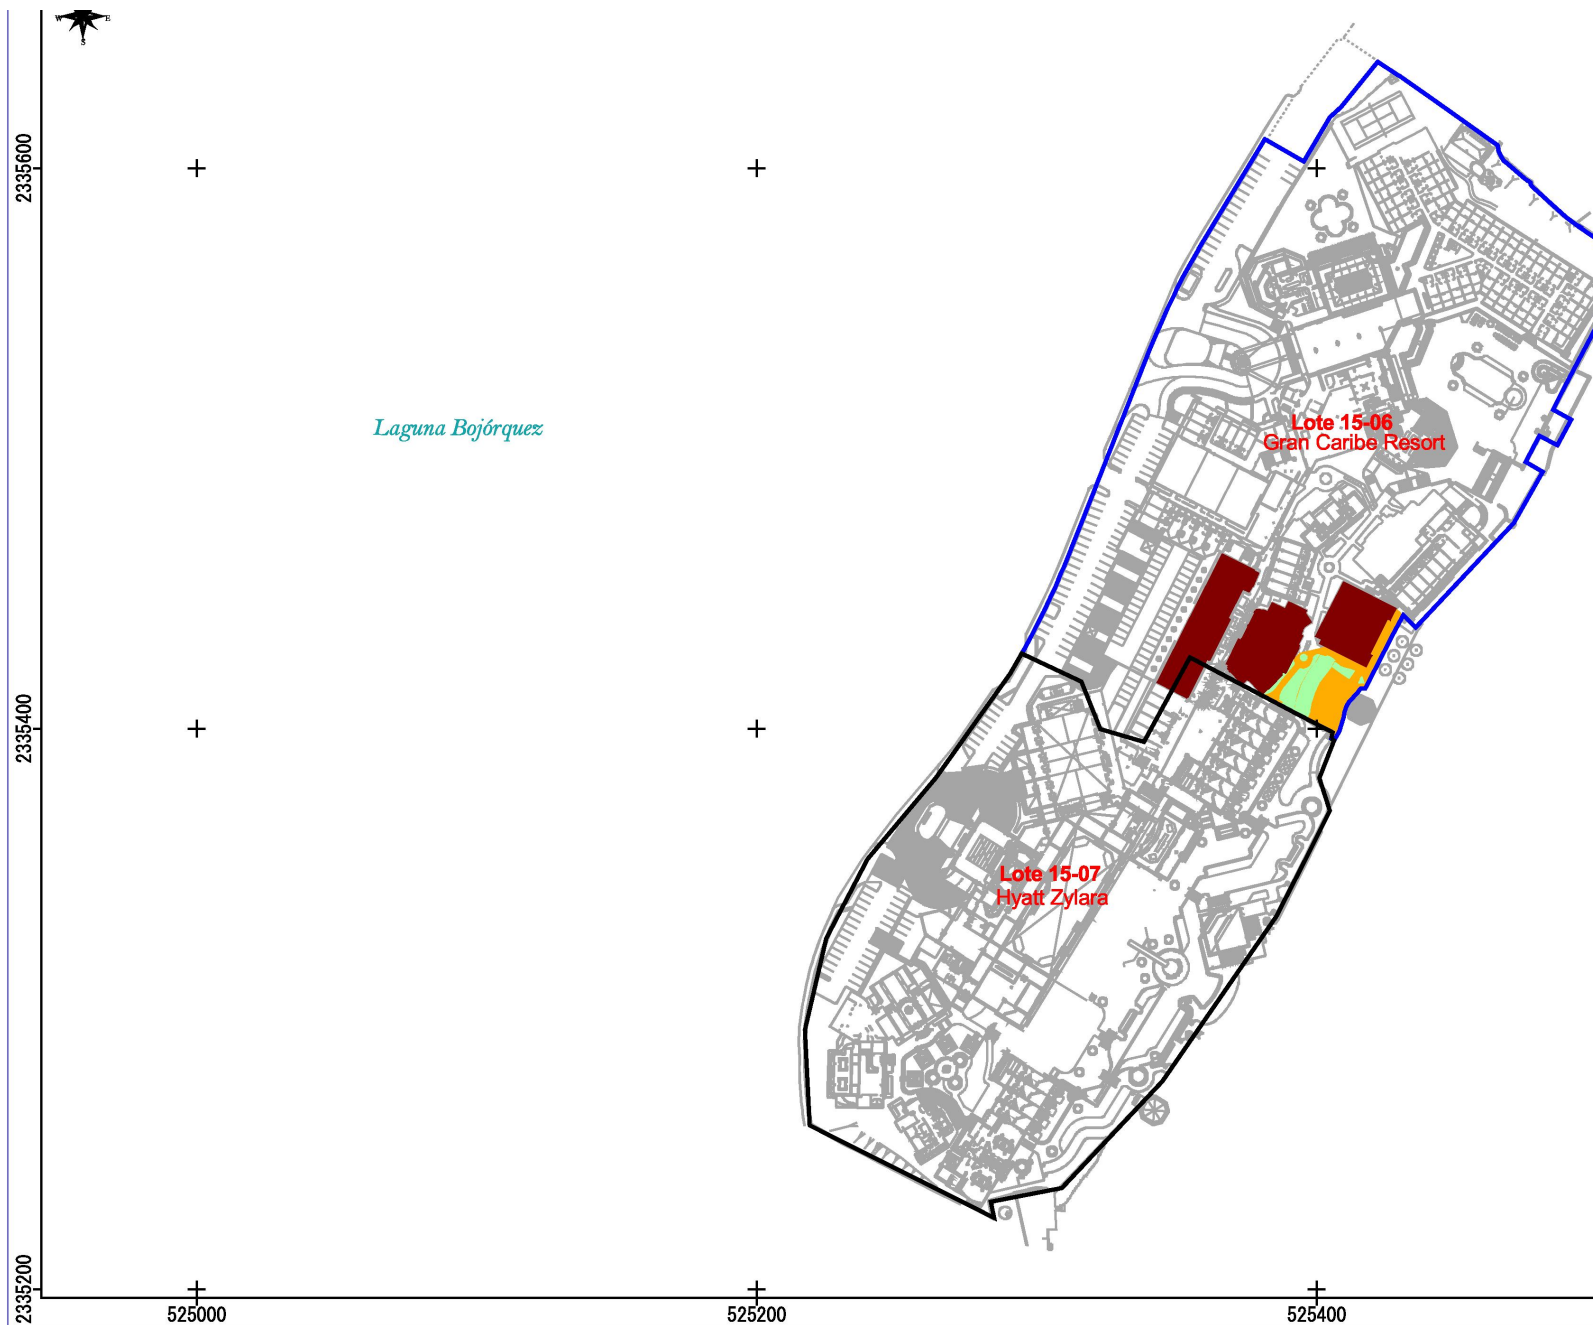 W E
S
2335600
Laguna Bojórquez
Lote 15-06
Gran Caribe Resort
2335400
Lote 15-07
Hyatt Zylara
2335200
525000
525200
525400